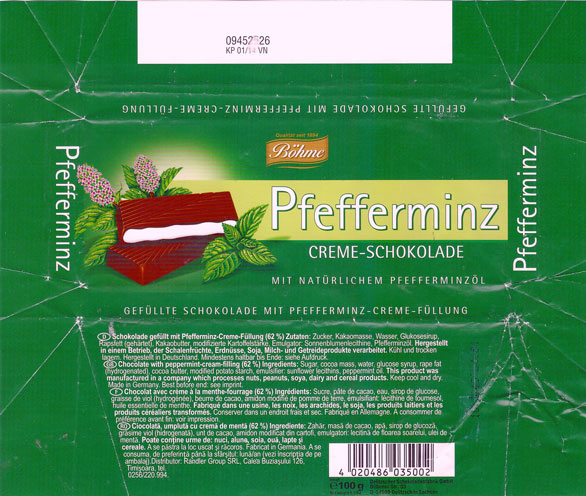 KP 01/14 VN
GEFÜLLTE SCHOKOLADE MIT PFEFFERMINZ-CREME-FÜLLUNG
Qualität seit 1894
Böhme
Pfefferminz
Pfefferminz
Pfefferminz
CREME-SCHOKOLADE
MIT NATÜRLICHEM PFEFFERMINZÖL
GEFÜLLTE SCHOKOLADE MIT PFEFFERMINZ-CREME-FÜLLUNG
D Schokolade gefüllt mit Pfefferminz-Creme-Füllung (62 %) Zutaten: Zucker, Kakaomasse, Wasser, Glukosesirup,
Rapsfett (gehärtet), Kakaobutter, modifizierte Kartoffelstärke, Emulgator: Sonnenblumenlecithine, Pfefferminzöl. Hergestellt
in einem Betrieb, der Schalenfrüchte, Erdnüsse, Soja, Milch- und Getreideprodukte verarbeitet. Kühl und trocken
lagern. Hergestellt in Deutschland. Mindestens haltbar bis Ende: siehe Aufdruck.
GB Chocolate with peppermint-cream-filling (62 %) Ingredients: Sugar, cocoa mass, water, glucose syrup, rape fat
(hydrogenated), cocoa butter, modified potato starch, emulsifier: sunflower lecithins, peppermint oil. This product was
manufactured in a company which processes nuts, peanuts, soya, dairy and cereal products. Keep cool and dry.
Made in Germany. Best before end: see imprint.
F Chocolat avec crème à la menthe-fourrage (62 %) Ingrédients: Sucre, pâte de cacao, eau, sirop de glucose,
graisse de viol (hydrogénée), beurre de cacao, amidon modifié de pomme de terre, émulsifiant: lécithine de tournesol,
huile essentielle de menthe. Fabriqué dans une usine, les noix, les arachides, le soja, les produits laitiers et les
produits céréaliers transformés. Conserver dans un endroit frais et sec. Fabriqué en Allemagne. A consommer de
préférence avant fin: voir impression.
RO Ciocolată, umplută cu cremă de mentă (62 %) Ingrediente: Zahăr, masă de cacao, apă, sirop de glucoză,
grăsime viol (hidrogenată), unt de cacao, amidon modificat din cartofi, emulgator: lecitină de floarea soarelui, ulei de
mentă. Poate conține urme de: nuci, alune, soia, ouă, lapte și
cereale. A se păstra la loc uscat și răcoros. Fabricat in Germania. A se
consuma, de preferință până la sfârșitul: lunii/an (vezi inscripția de pe
ambalaj).Distribuitor: Randler Group SRL, Calea Buziașului 126,
Timișoara, tel.
0256/220.994.
4 020486 035002
e 100 g